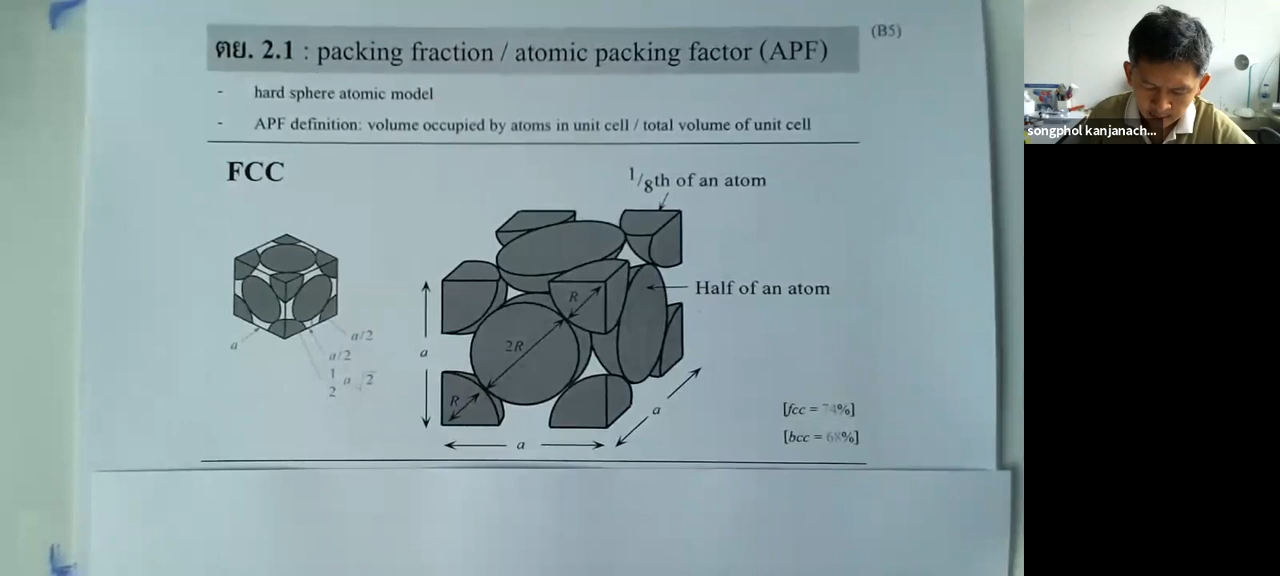 (B5)
ตย. 2.1 : packing fraction / atomic packing factor (APF)
- hard sphere atomic model
- APF definition: volume occupied by atoms in unit cell / total volume of unit cell
FCC
1/8th of an atom
Half of an atom
R
2R
R
a
a
a
a
a/2
a/2
1/2 a √2
[fcc = 74%]
[bcc = 68%]
songphol kanjanach...